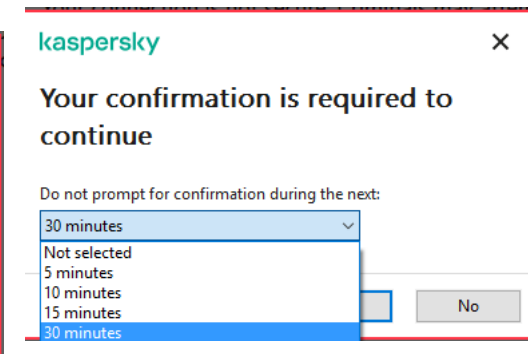 kaspersky
Your confirmation is required to
continue
Do not prompt for confirmation during the next:
30 minutes
Not selected
5 minutes
10 minutes
15 minutes
30 minutes
No